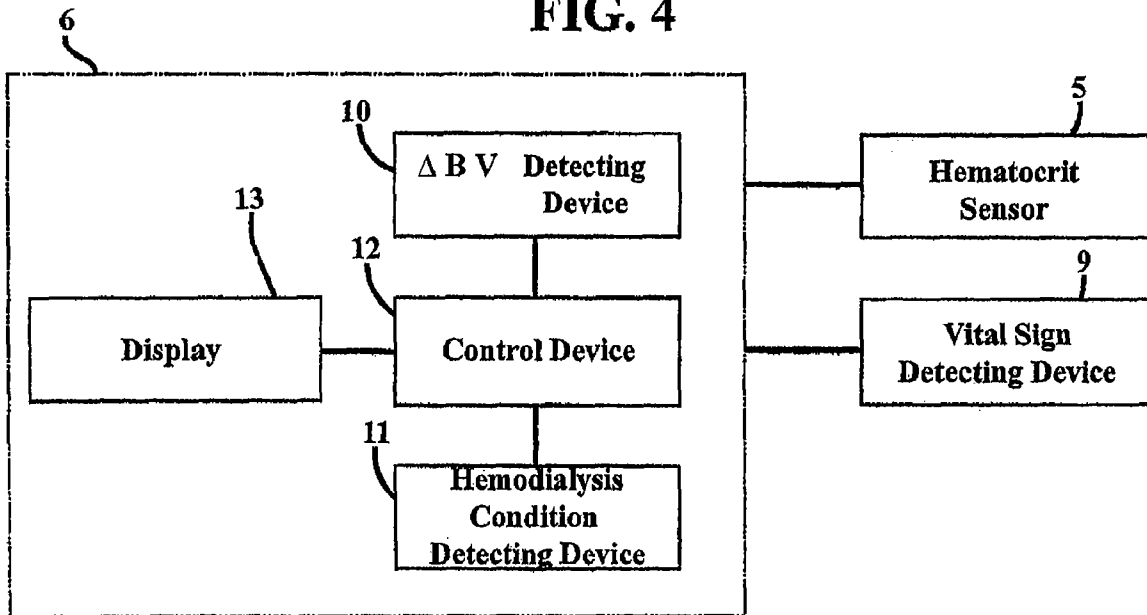 FIG. 4
6
10
Δ B V Detecting
Device
5
Hematocrit
Sensor
13
Display
12
Control Device
9
Vital Sign
Detecting Device
11
Hemodialysis
Condition
Detecting Device